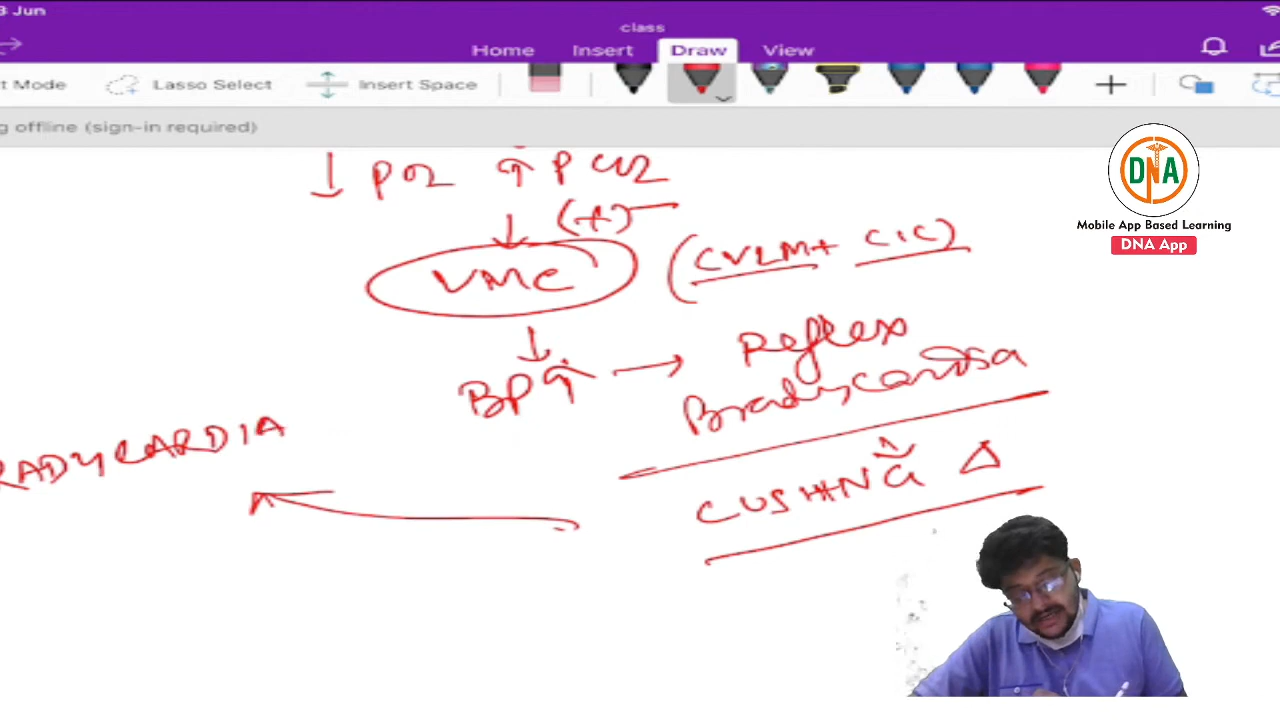 3 Jun
class
Home Insert Draw View
t Mode Lasso Select Insert Space
g offline (sign-in required)
DNA
Mobile App Based Learning
DNA App
↓ PO2 ↑ PCO2
↓ (+)
VMC (CVLM + CIC)
↓
BP↑ → Reflex
Bradycardia
RADYCARDIA
CUSHING Δ